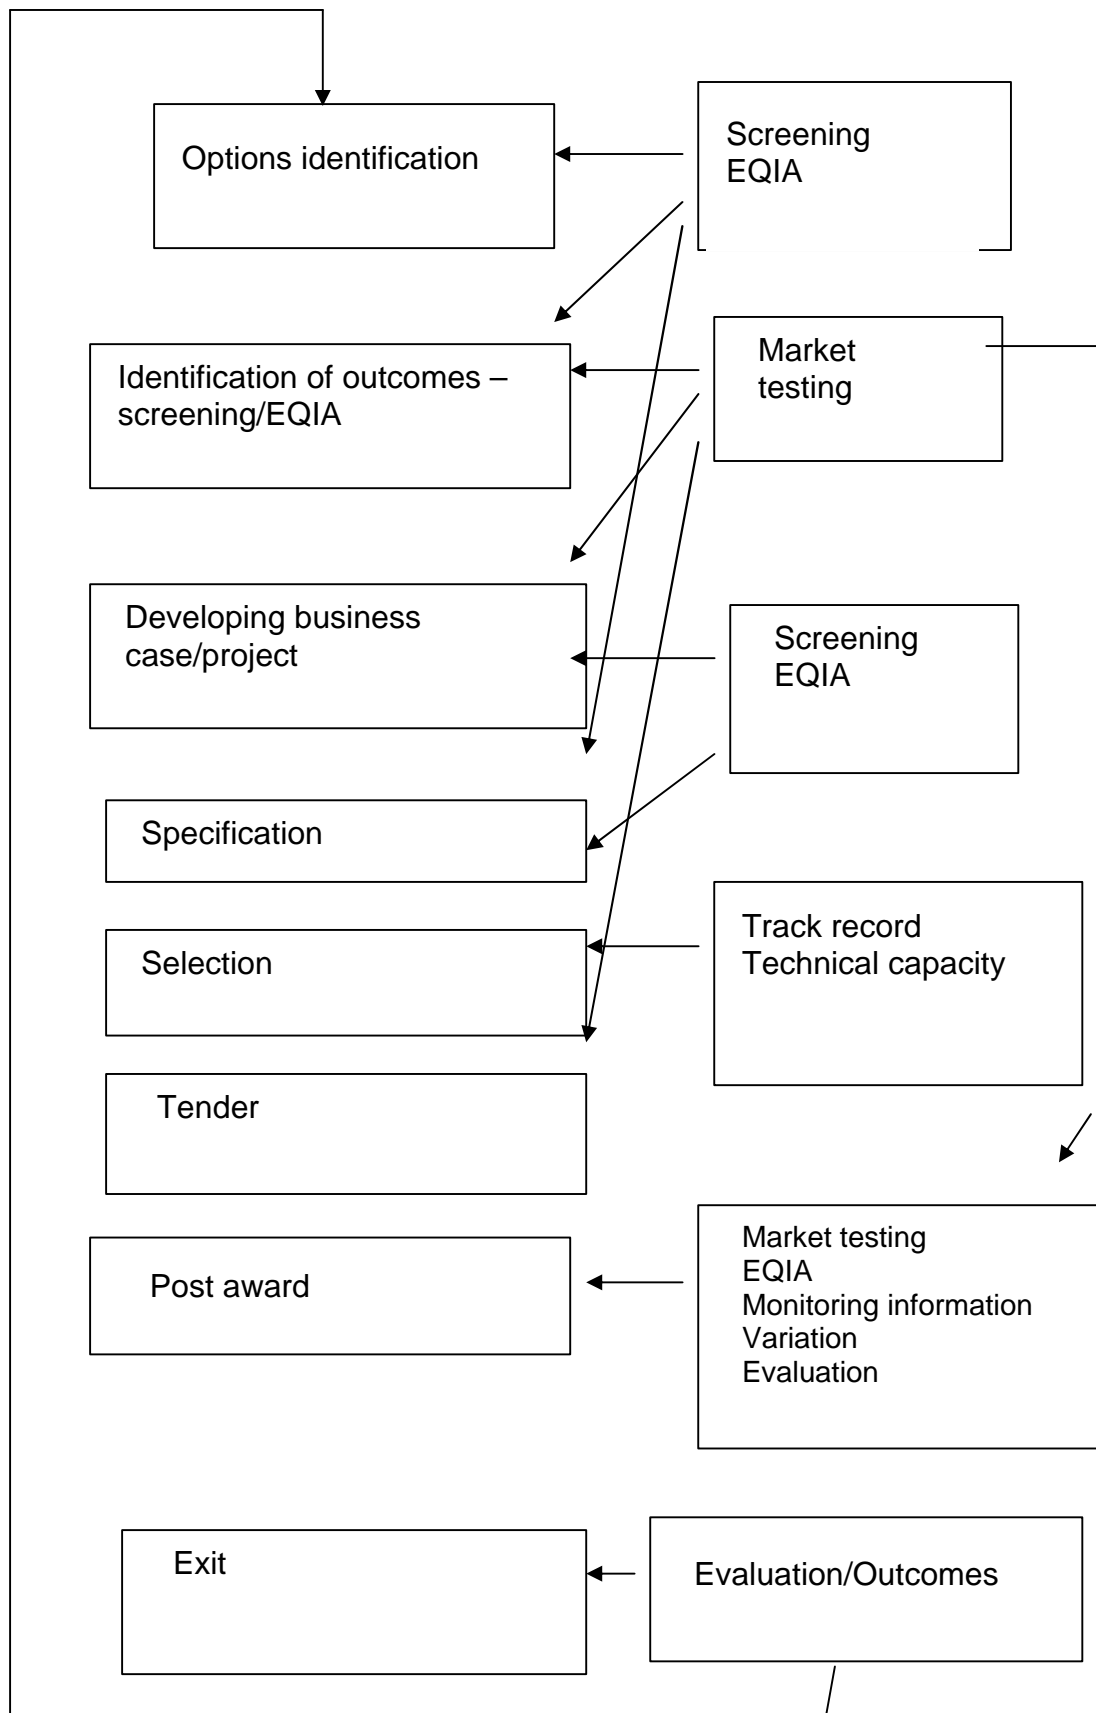 Options identification
Screening
EQIA
Identification of outcomes –
screening/EQIA
Market
testing
Developing business
case/project
Screening
EQIA
Specification
Selection
Track record
Technical capacity
Tender
Post award
Market testing
EQIA
Monitoring information
Variation
Evaluation
Exit
Evaluation/Outcomes